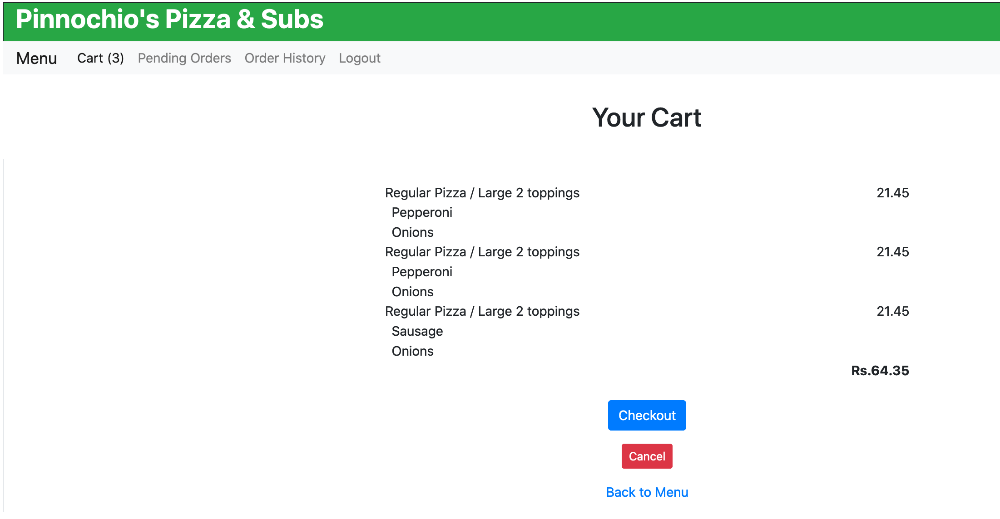 Pinnochio's Pizza & Subs
Menu Cart (3) Pending Orders Order History Logout
Your Cart
Regular Pizza / Large 2 toppings 21.45
Pepperoni
Onions
Regular Pizza / Large 2 toppings 21.45
Pepperoni
Onions
Regular Pizza / Large 2 toppings 21.45
Sausage
Onions
Rs.64.35
Checkout
Cancel
Back to Menu